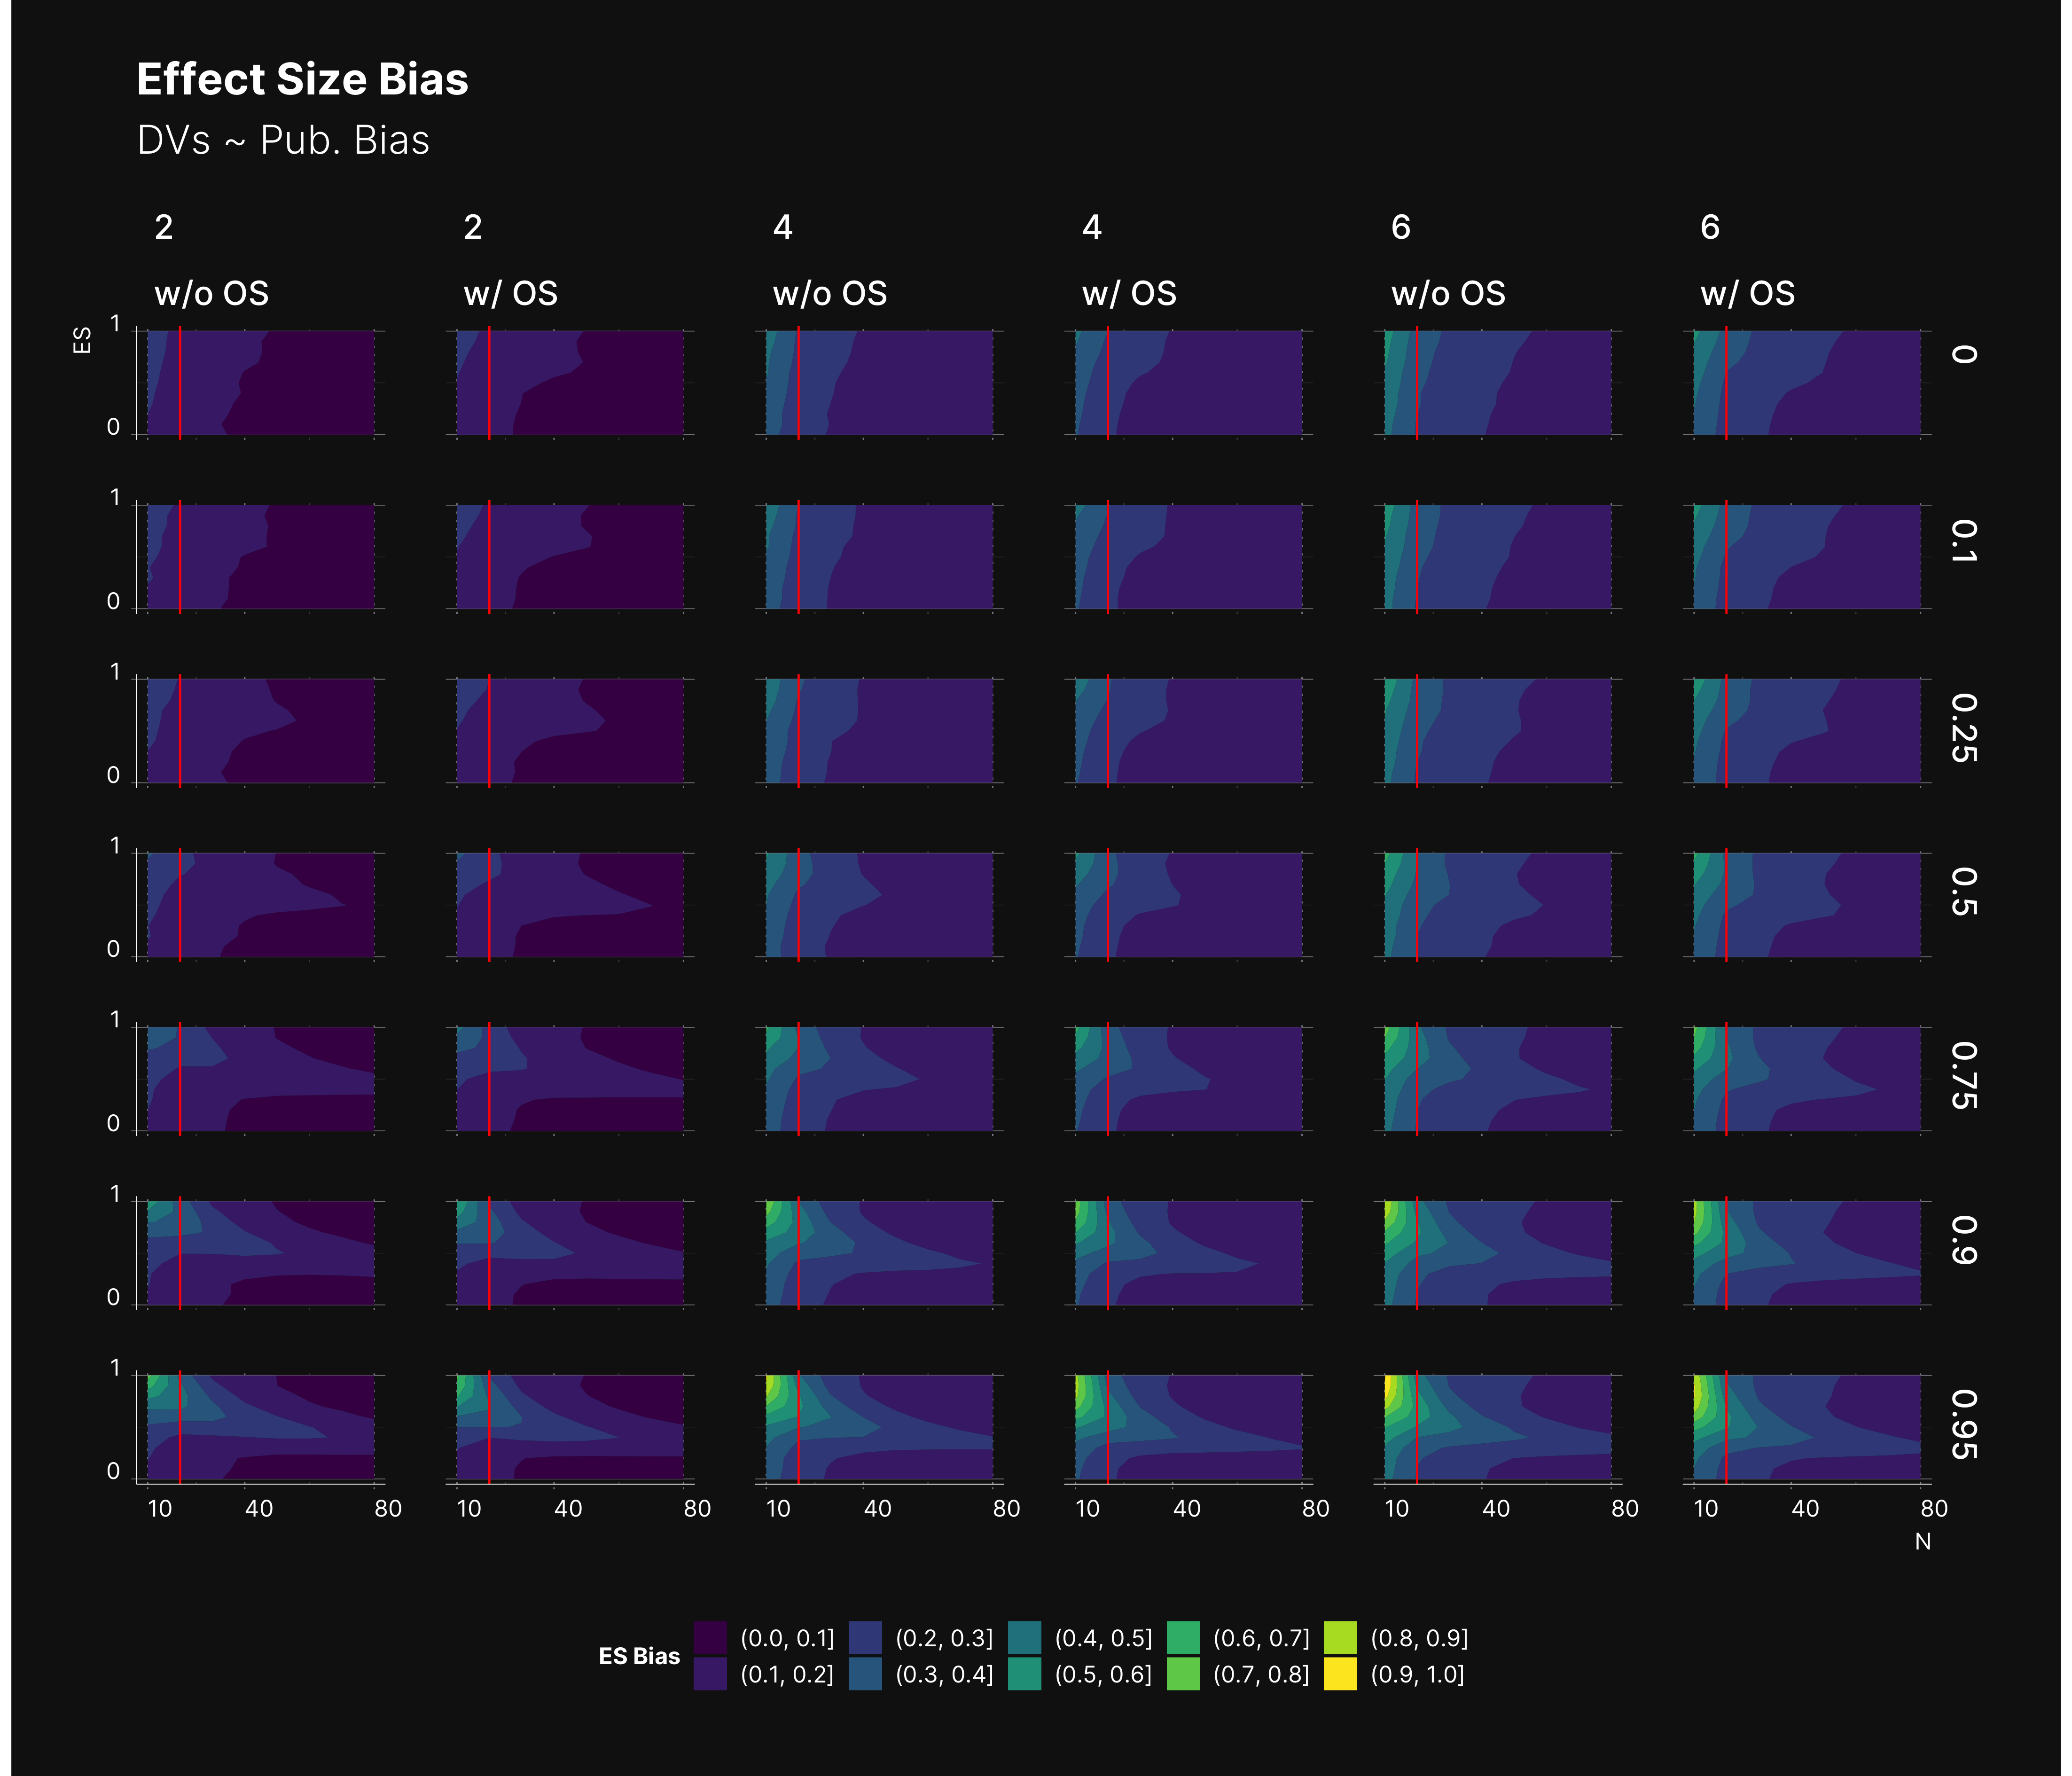 Effect Size Bias
DVs ~ Pub. Bias
2 2 4 4 6 6
w/o OS w/ OS w/o OS w/ OS w/o OS w/ OS
ES
1
0
0
1
0
0.1
1
0
0.25
1
0
0.5
1
0
0.75
1
0
0.9
1
0
0.95
10 40 80 10 40 80 10 40 80 10 40 80 10 40 80 10 40 80
N
ES Bias
(0.0, 0.1] (0.2, 0.3] (0.4, 0.5] (0.6, 0.7] (0.8, 0.9]
(0.1, 0.2] (0.3, 0.4] (0.5, 0.6] (0.7, 0.8] (0.9, 1.0]